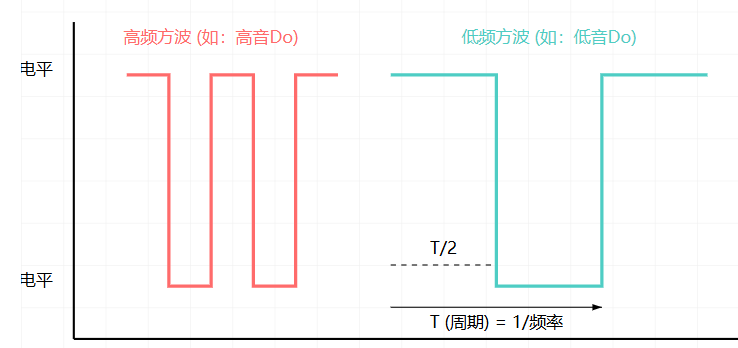 高频方波 (如：高音Do)
低频方波 (如：低音Do)
电平
T/2
电平
T (周期) = 1/频率